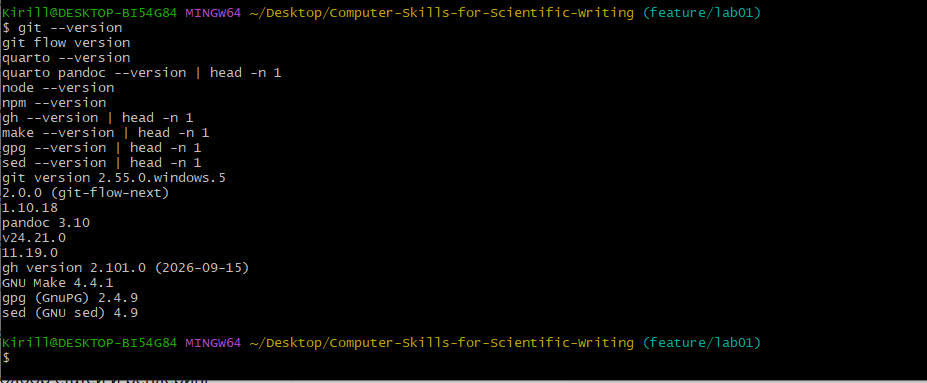 Kirill@DESKTOP-BI54G84 MINGW64 ~/Desktop/Computer-Skills-for-Scientific-Writing (feature/lab01)
$ git --version
git flow version
quarto --version
quarto pandoc --version | head -n 1
node --version
npm --version
gh --version | head -n 1
make --version | head -n 1
gpg --version | head -n 1
sed --version | head -n 1
git version 2.55.0.windows.5
2.0.0 (git-flow-next)
1.10.18
pandoc 3.10
v24.21.0
11.19.0
gh version 2.101.0 (2026-09-15)
GNU Make 4.4.1
gpg (GnuPG) 2.4.9
sed (GNU sed) 4.9
Kirill@DESKTOP-BI54G84 MINGW64 ~/Desktop/Computer-Skills-for-Scientific-Writing (feature/lab01)
$